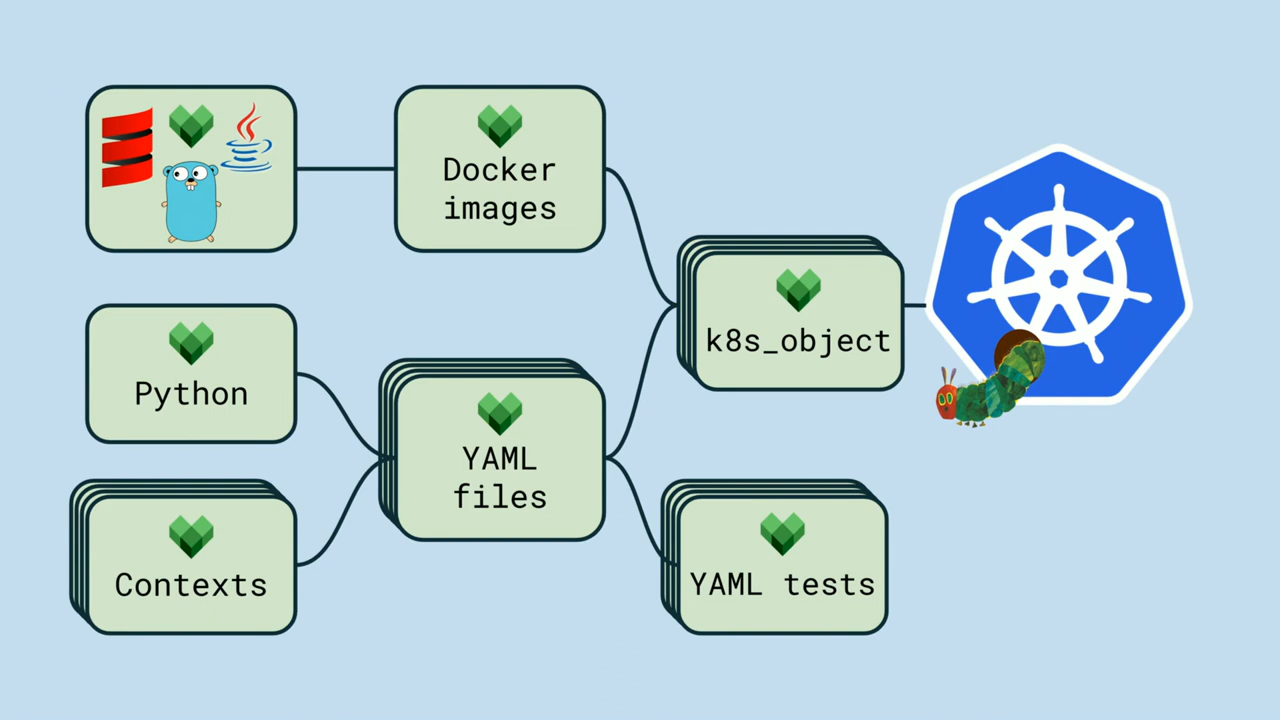 Docker
images
k8s_object
Python
YAML
files
Contexts
YAML tests